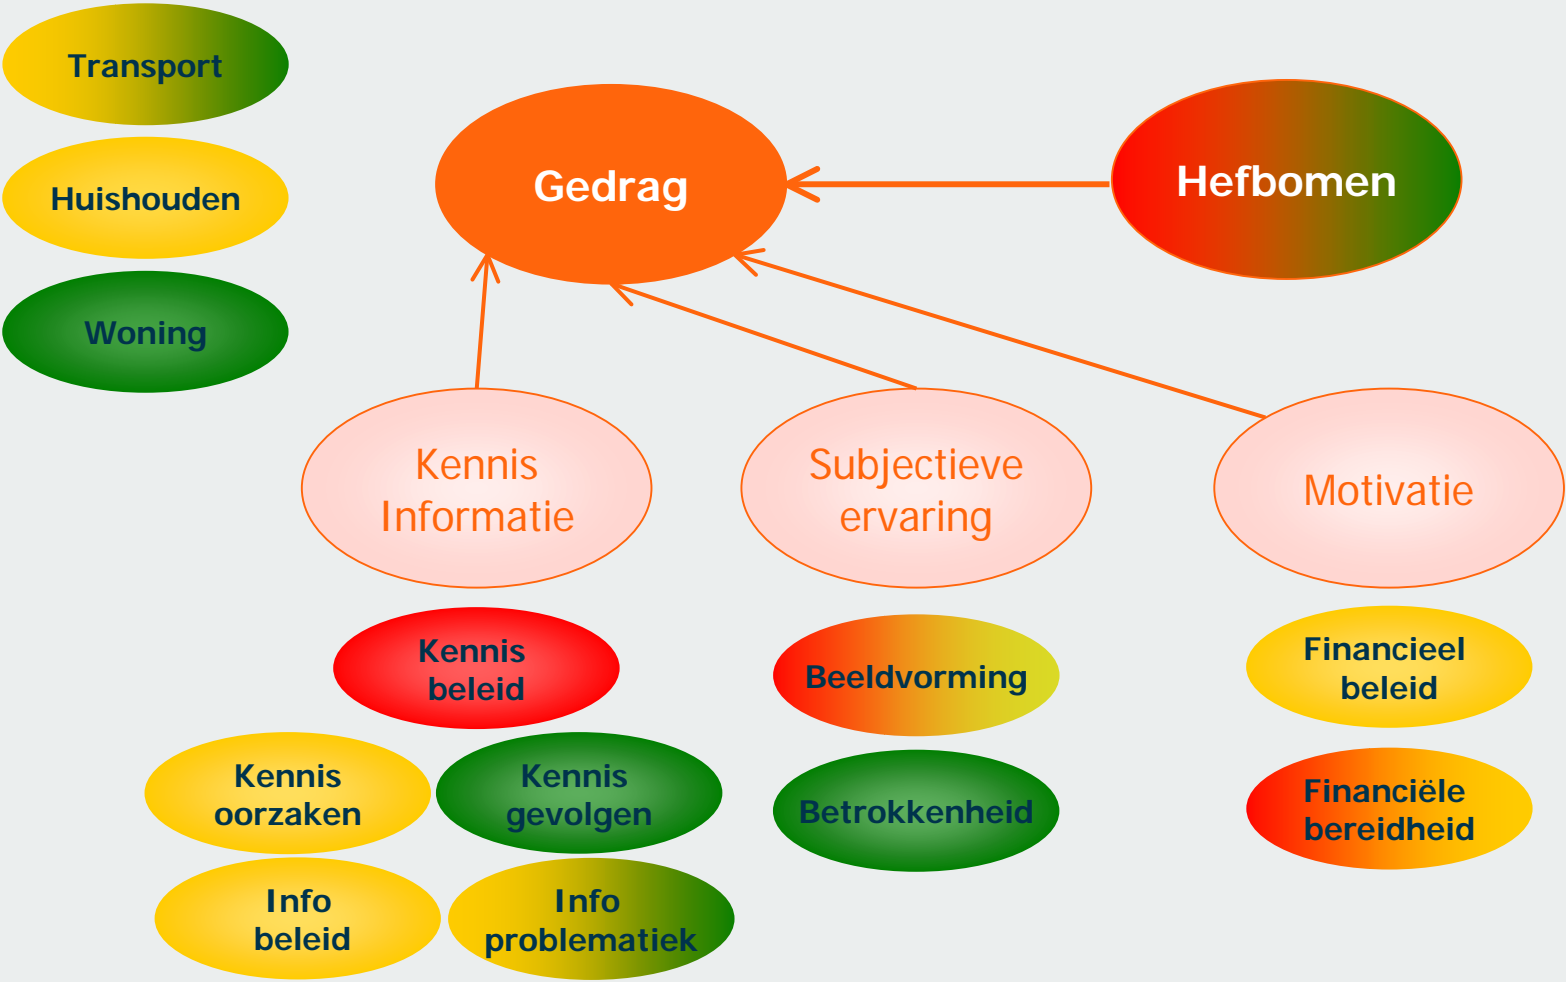 Transport
Huishouden
Woning
Gedrag
Hefbomen
Kennis
Informatie
Subjectieve
ervaring
Motivatie
Kennis
beleid
Kennis
oorzaken
Kennis
gevolgen
Info
beleid
Info
problematiek
Beeldvorming
Betrokkenheid
Financieel
beleid
Financiële
bereidheid